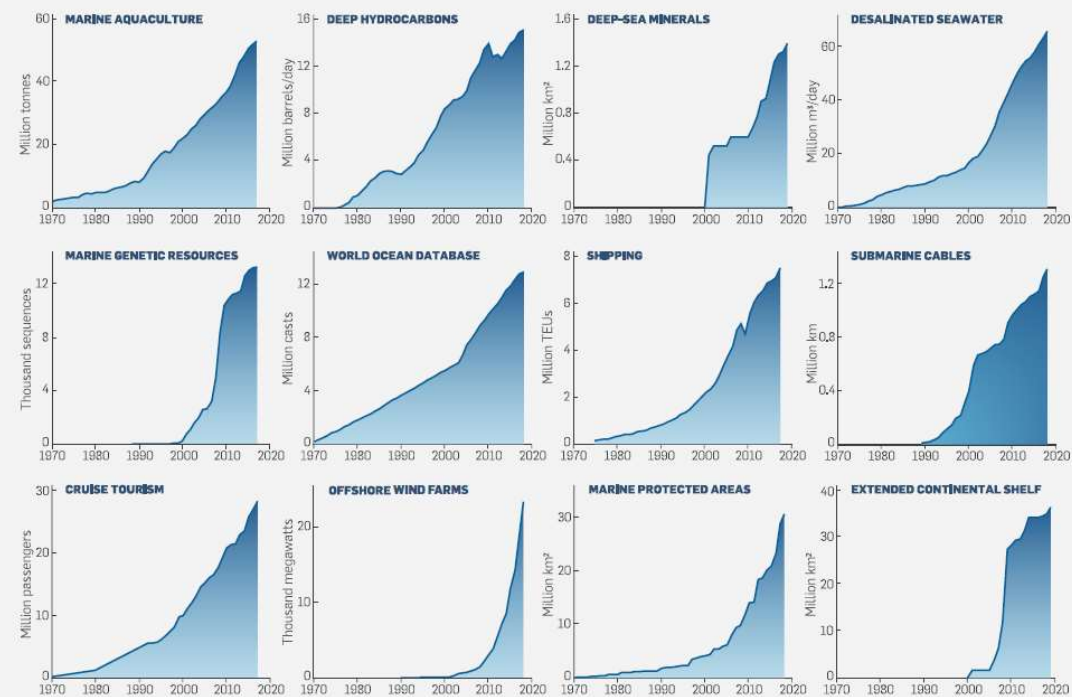 MARINE AQUACULTURE
Million tonnes
60
40
20
0
1970 1980 1990 2000 2010 2020
DEEP HYDROCARBONS
Million barrels/day
16
12
8
4
0
1970 1980 1990 2000 2010 2020
DEEP-SEA MINERALS
Million km²
1.6
1.2
0.8
0.4
0
1970 1980 1990 2000 2010 2020
DESALINATED SEAWATER
Million m³/day
60
40
20
0
1970 1980 1990 2000 2010 2020
MARINE GENETIC RESOURCES
Thousand sequences
12
8
4
0
1970 1980 1990 2000 2010 2020
WORLD OCEAN DATABASE
Million casts
12
8
4
0
1970 1980 1990 2000 2010 2020
SHIPPING
Million TEUs
8
6
4
2
0
1970 1980 1990 2000 2010 2020
SUBMARINE CABLES
Million km
1.2
0.8
0.4
0
1970 1980 1990 2000 2010 2020
CRUISE TOURISM
Million passengers
30
20
10
0
1970 1980 1990 2000 2010 2020
OFFSHORE WIND FARMS
Thousand megawatts
20
10
0
1970 1980 1990 2000 2010 2020
MARINE PROTECTED AREAS
Million km²
30
20
10
0
1970 1980 1990 2000 2010 2020
EXTENDED CONTINENTAL SHELF
Million km²
40
30
20
10
0
1970 1980 1990 2000 2010 2020